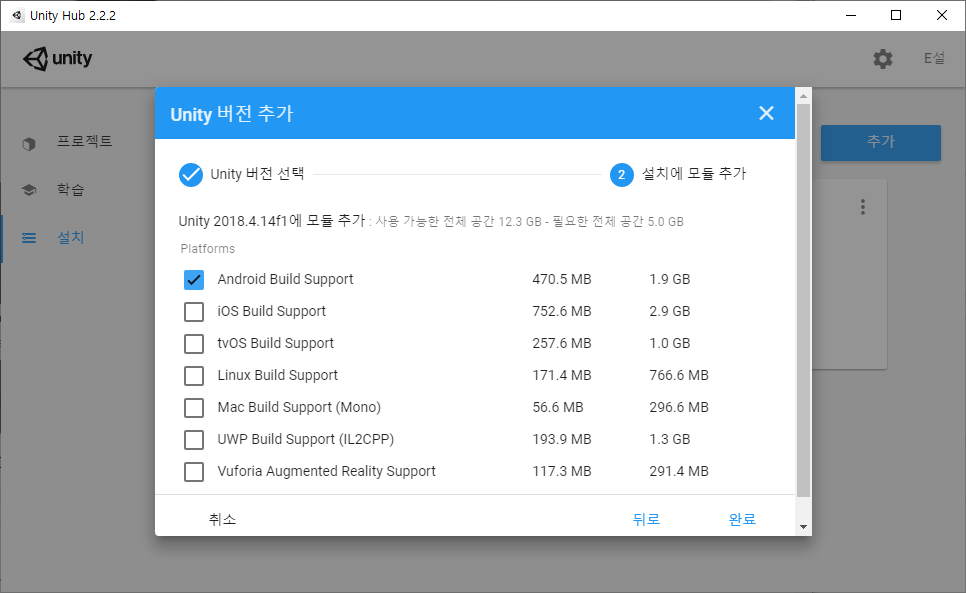 Unity Hub 2.2.2
unity
E설
프로젝트
학습
설치
추가
Unity 버전 추가
Unity 버전 선택
2 설치에 모듈 추가
Unity 2018.4.14f1에 모듈 추가 : 사용 가능한 전체 공간 12.3 GB - 필요한 전체 공간 5.0 GB
Platforms
Android Build Support 470.5 MB 1.9 GB
iOS Build Support 752.6 MB 2.9 GB
tvOS Build Support 257.6 MB 1.0 GB
Linux Build Support 171.4 MB 766.6 MB
Mac Build Support (Mono) 56.6 MB 296.6 MB
UWP Build Support (IL2CPP) 193.9 MB 1.3 GB
Vuforia Augmented Reality Support 117.3 MB 291.4 MB
취소 뒤로 완료